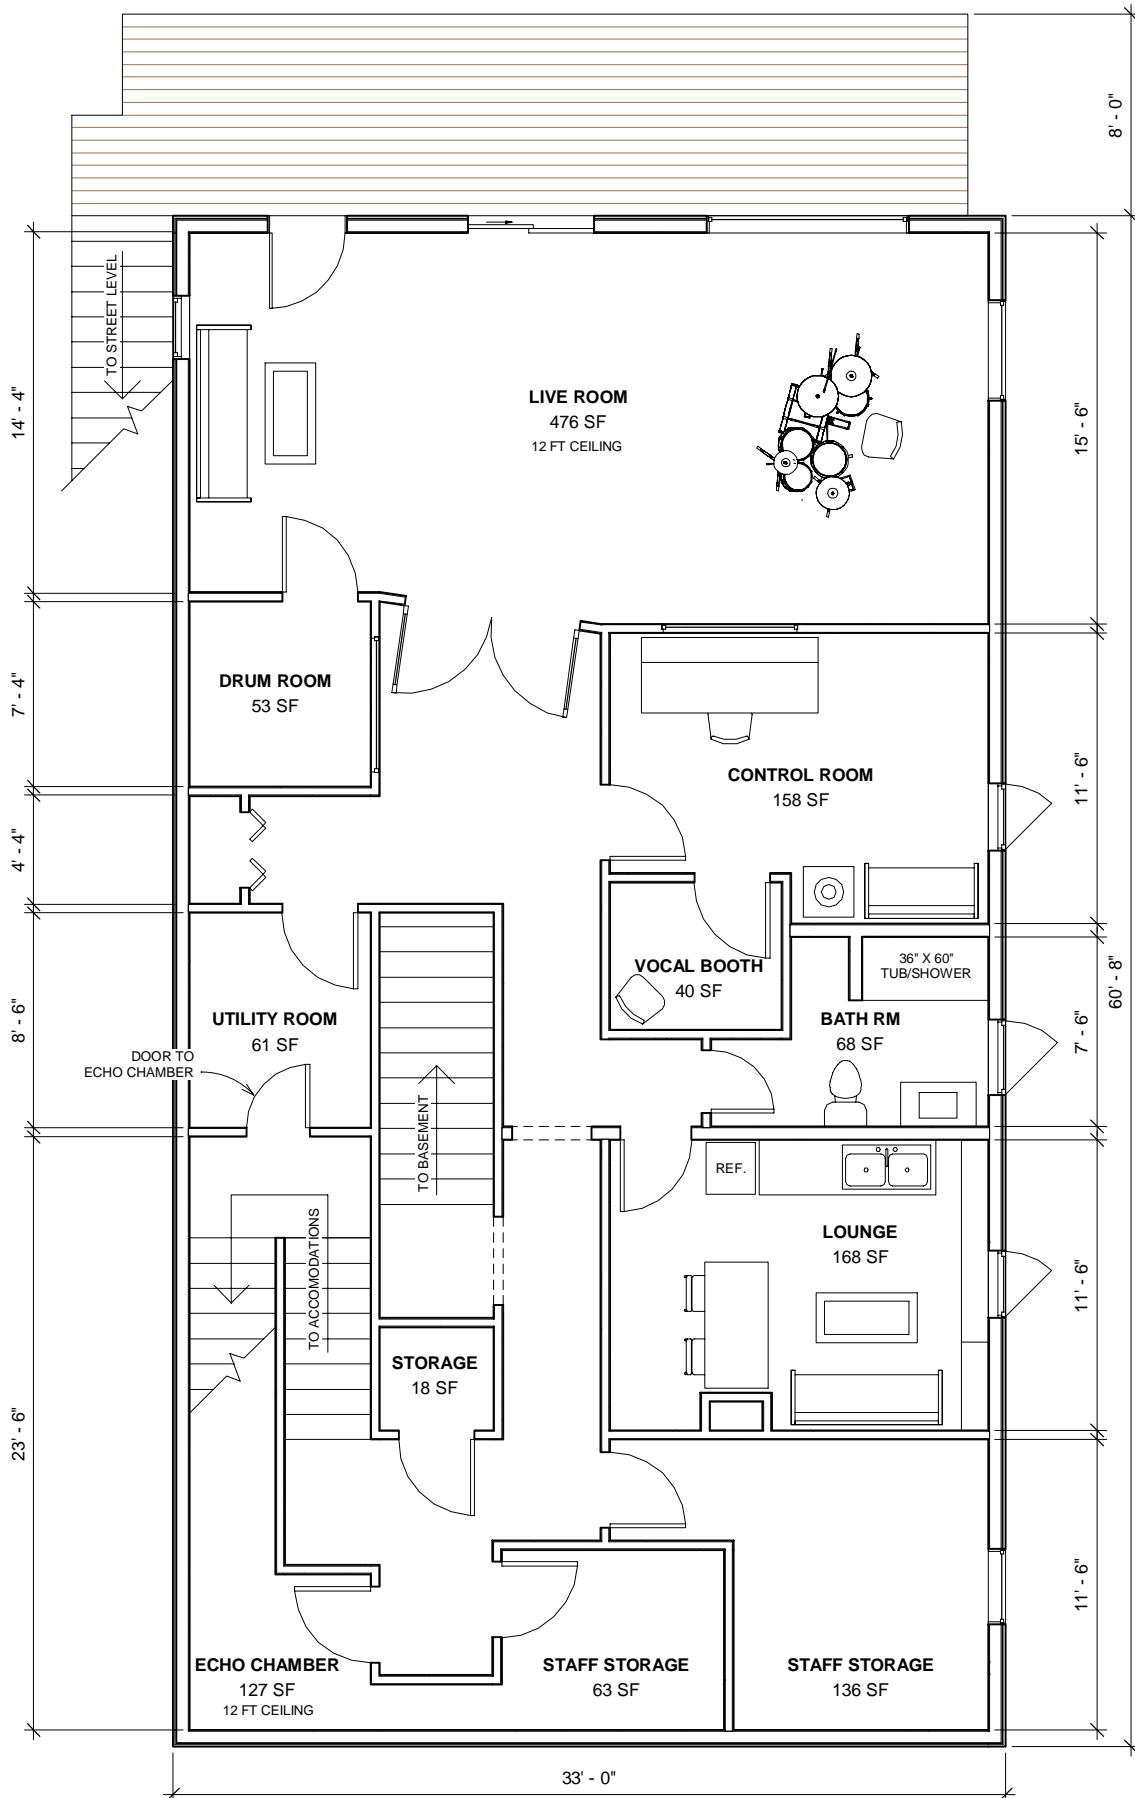 8' - 0"
TO STREET LEVEL
14' - 4"
LIVE ROOM
476 SF
12 FT CEILING
15' - 6"
DRUM ROOM
53 SF
7' - 4"
CONTROL ROOM
158 SF
11' - 6"
4' - 4"
VOCAL BOOTH
40 SF
36" X 60"
TUB/SHOWER
60' - 8"
UTILITY ROOM
61 SF
8' - 6"
BATH RM
68 SF
7' - 6"
DOOR TO
ECHO CHAMBER
TO BASEMENT
REF.
LOUNGE
168 SF
11' - 6"
TO ACCOMODATIONS
STORAGE
18 SF
23' - 6"
11' - 6"
ECHO CHAMBER
127 SF
12 FT CEILING
STAFF STORAGE
63 SF
STAFF STORAGE
136 SF
33' - 0"